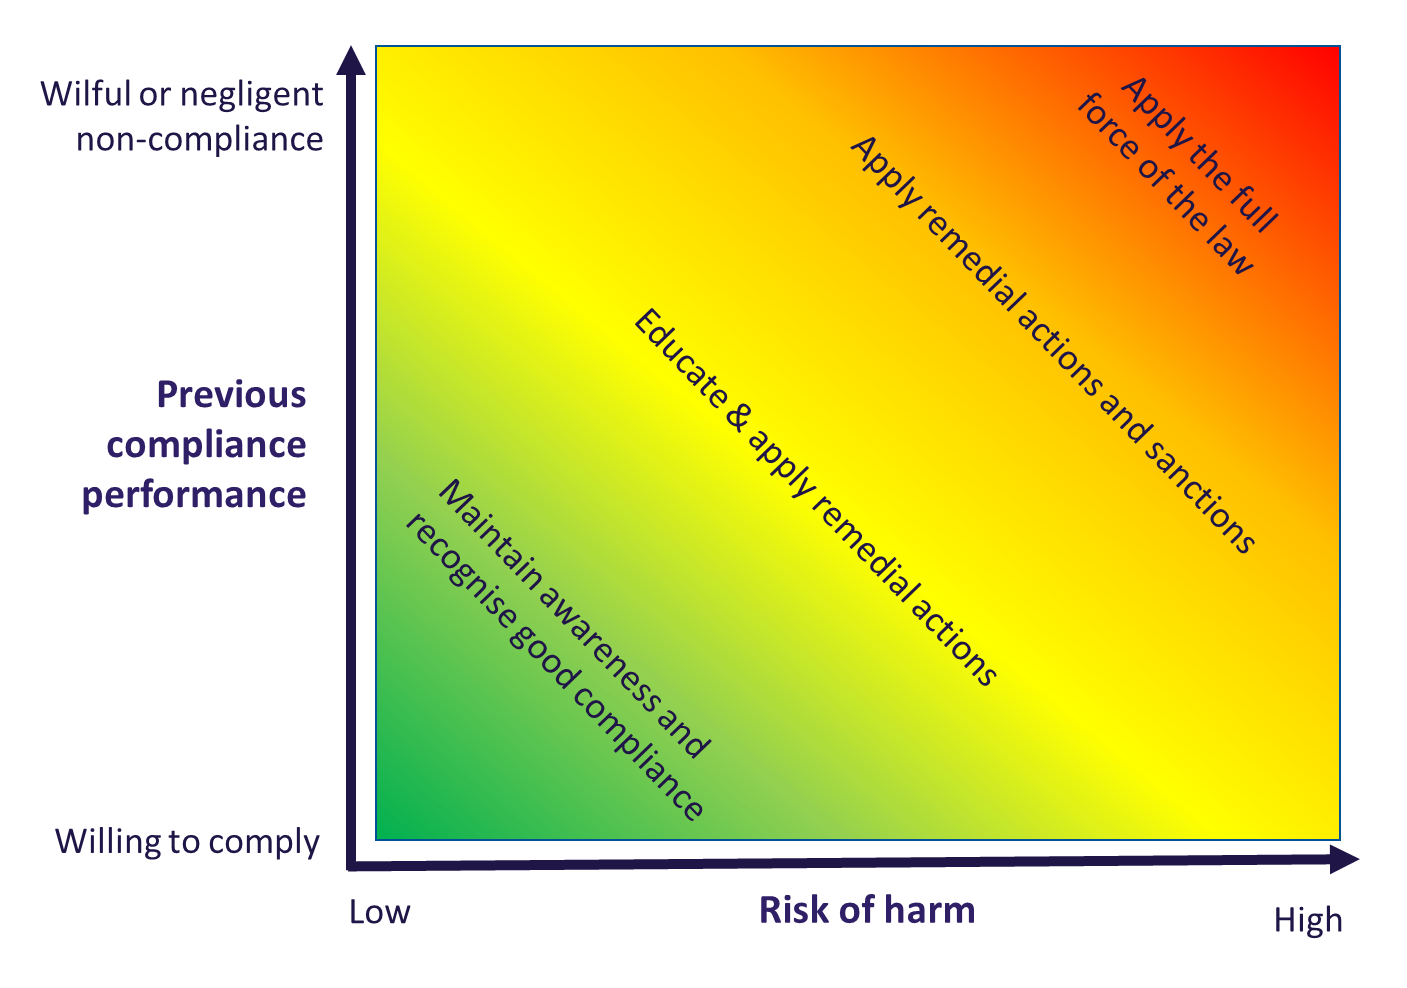 Wilful or negligent
non-compliance
Previous
compliance
performance
Willing to comply
Apply the full
force of the law
Apply remedial actions and sanctions
Educate & apply remedial actions
Maintain awareness and
recognise good compliance
Low
Risk of harm
High